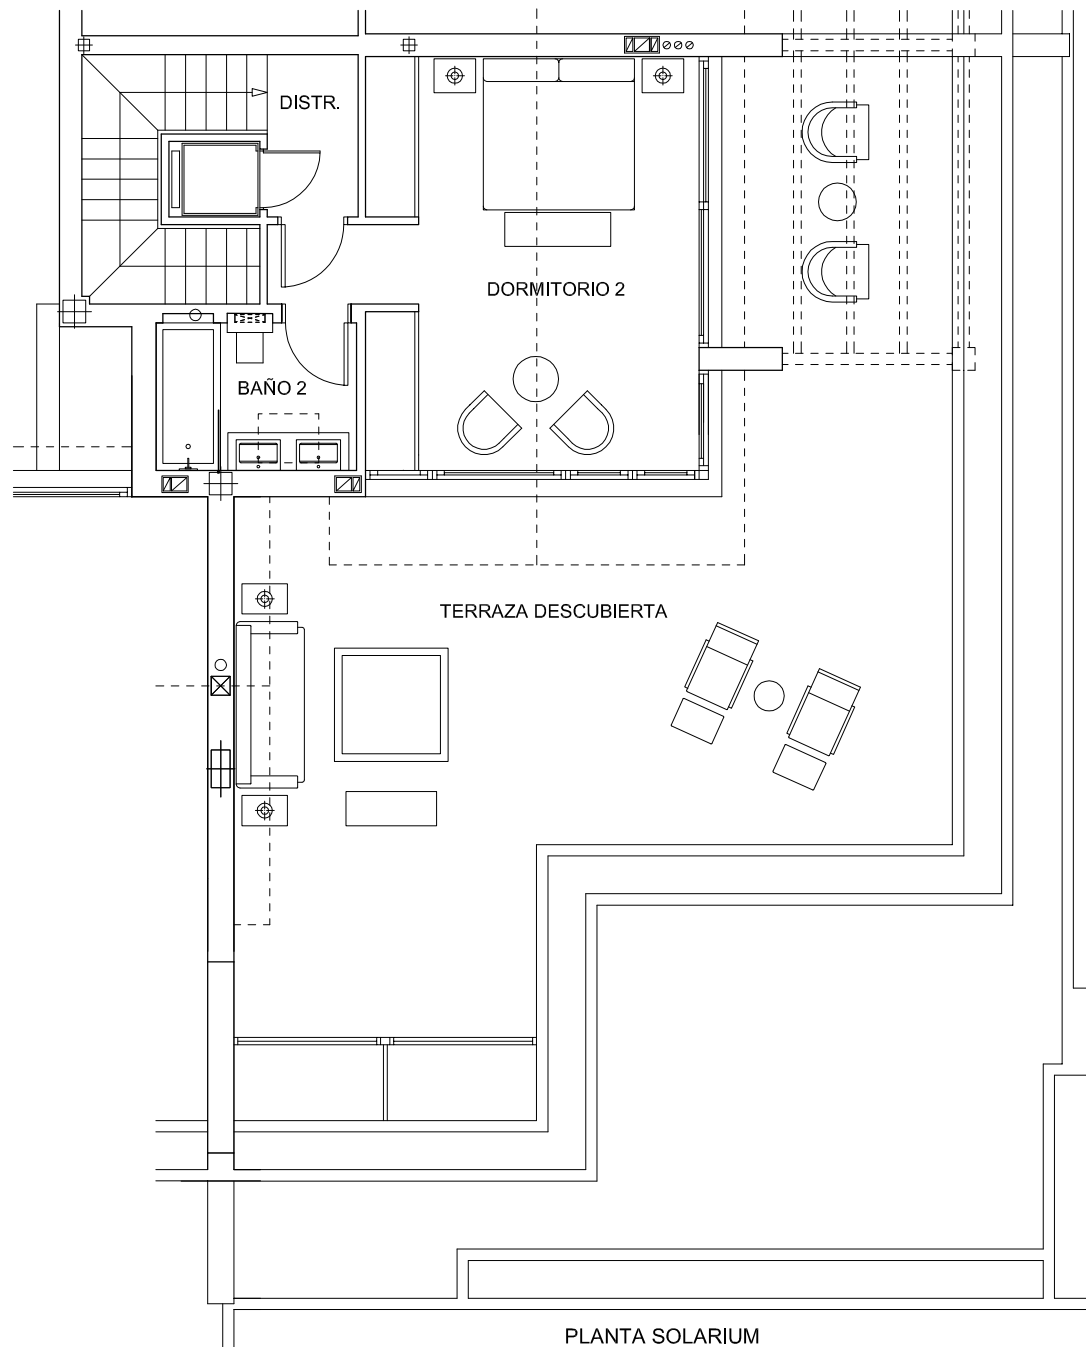 DISTR.
DORMITORIO 2
BAÑO 2
TERRAZA DESCUBIERTA
PLANTA SOLARIUM